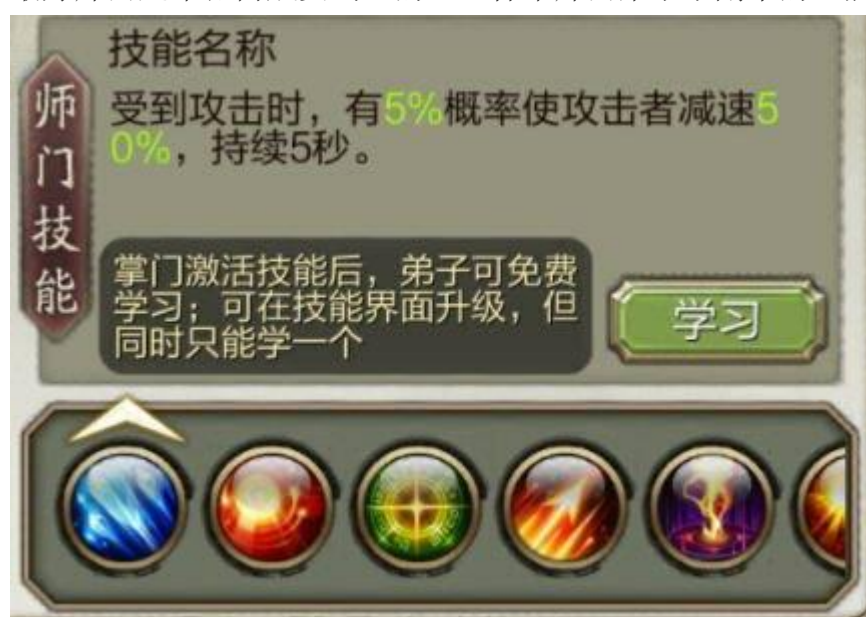 技能名称
受到攻击时，有5%概率使攻击者减速5
0%，持续5秒。
师门技能
掌门激活技能后，弟子可免费
学习；可在技能界面升级，但
同时只能学一个
学习